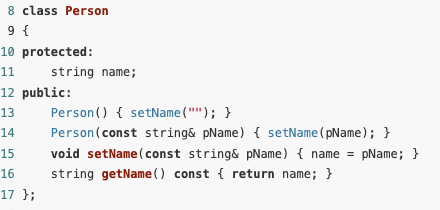 8 class Person
9 {
10 protected:
11     string name;
12 public:
13     Person() { setName(""); }
14     Person(const string& pName) { setName(pName); }
15     void setName(const string& pName) { name = pName; }
16     string getName() const { return name; }
17 };